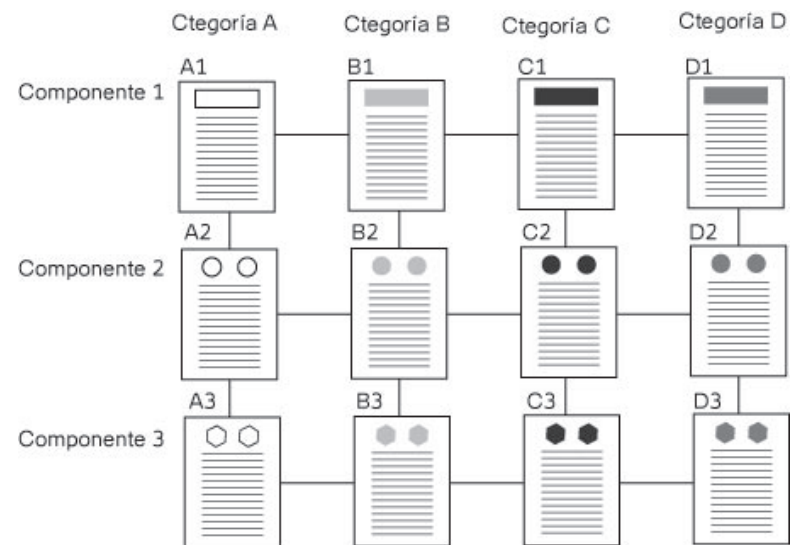 Ctegoría A Ctegoría B Ctegoría C Ctegoría D
A1 B1 C1 D1
Componente 1
A2 B2 C2 D2
Componente 2
A3 B3 C3 D3
Componente 3